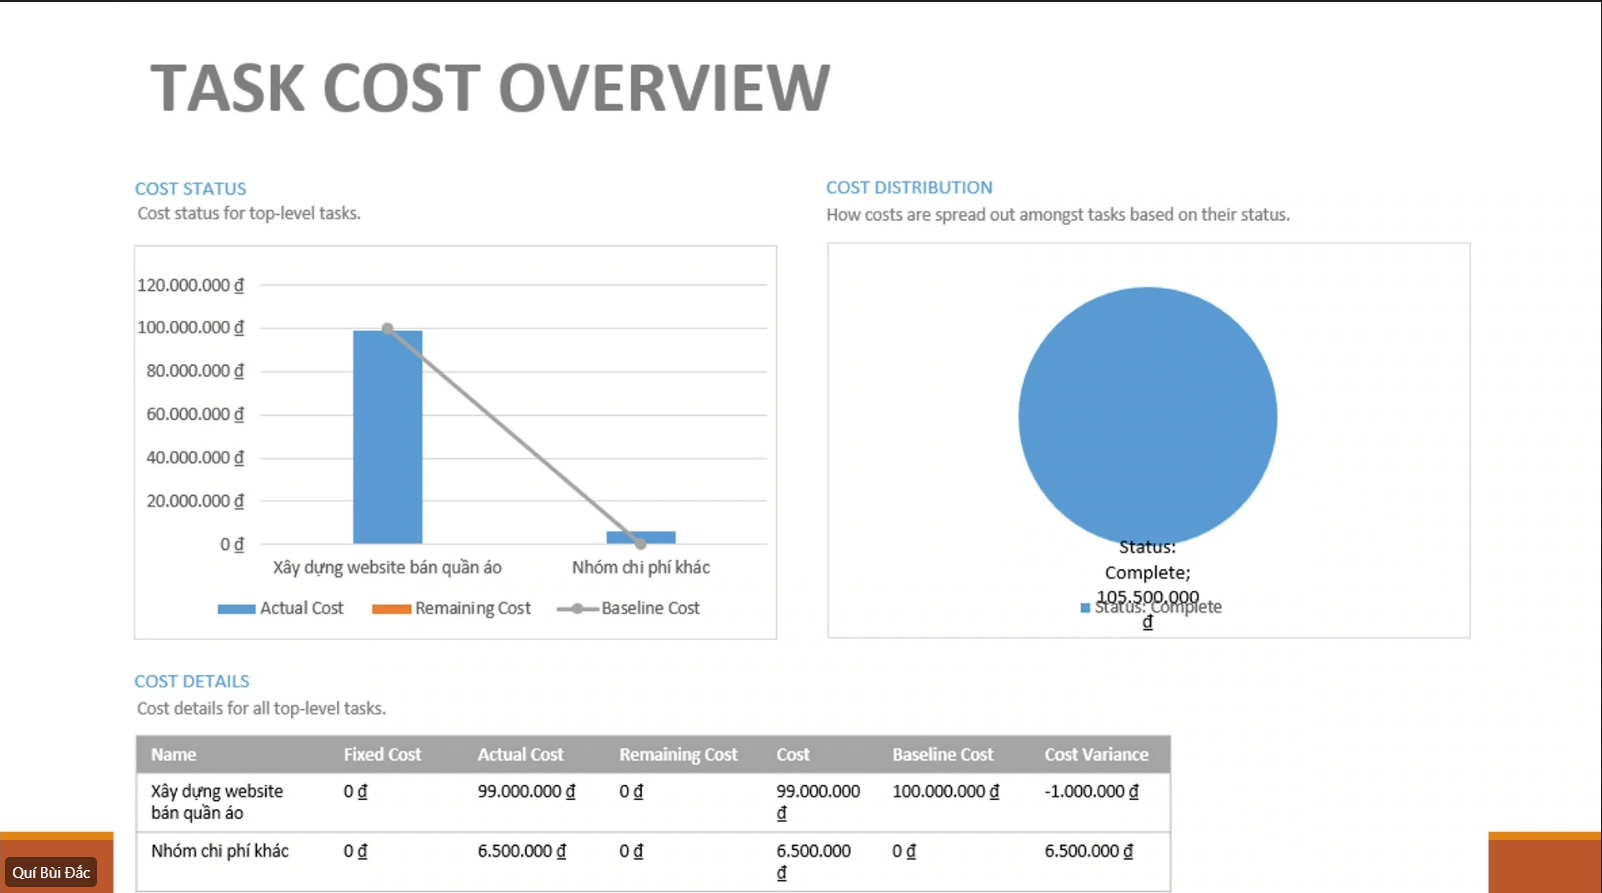 TASK COST OVERVIEW
COST STATUS
Cost status for top-level tasks.
120.000.000 ₫
100.000.000 ₫
80.000.000 ₫
60.000.000 ₫
40.000.000 ₫
20.000.000 ₫
0 ₫
Xây dựng website bán quần áo
Nhóm chi phí khác
Actual Cost
Remaining Cost
Baseline Cost
COST DISTRIBUTION
How costs are spread out amongst tasks based on their status.
Status:
Complete;
105.500.000
₫
Status: Complete
COST DETAILS
Cost details for all top-level tasks.
Name Fixed Cost Actual Cost Remaining Cost Cost Baseline Cost Cost Variance
Xây dựng website 0 ₫ 99.000.000 ₫ 0 ₫ 99.000.000 100.000.000 ₫ -1.000.000 ₫
bán quần áo ₫
Nhóm chi phí khác 0 ₫ 6.500.000 ₫ 0 ₫ 6.500.000 0 ₫ 6.500.000 ₫
₫
Quí Bùi Đắc